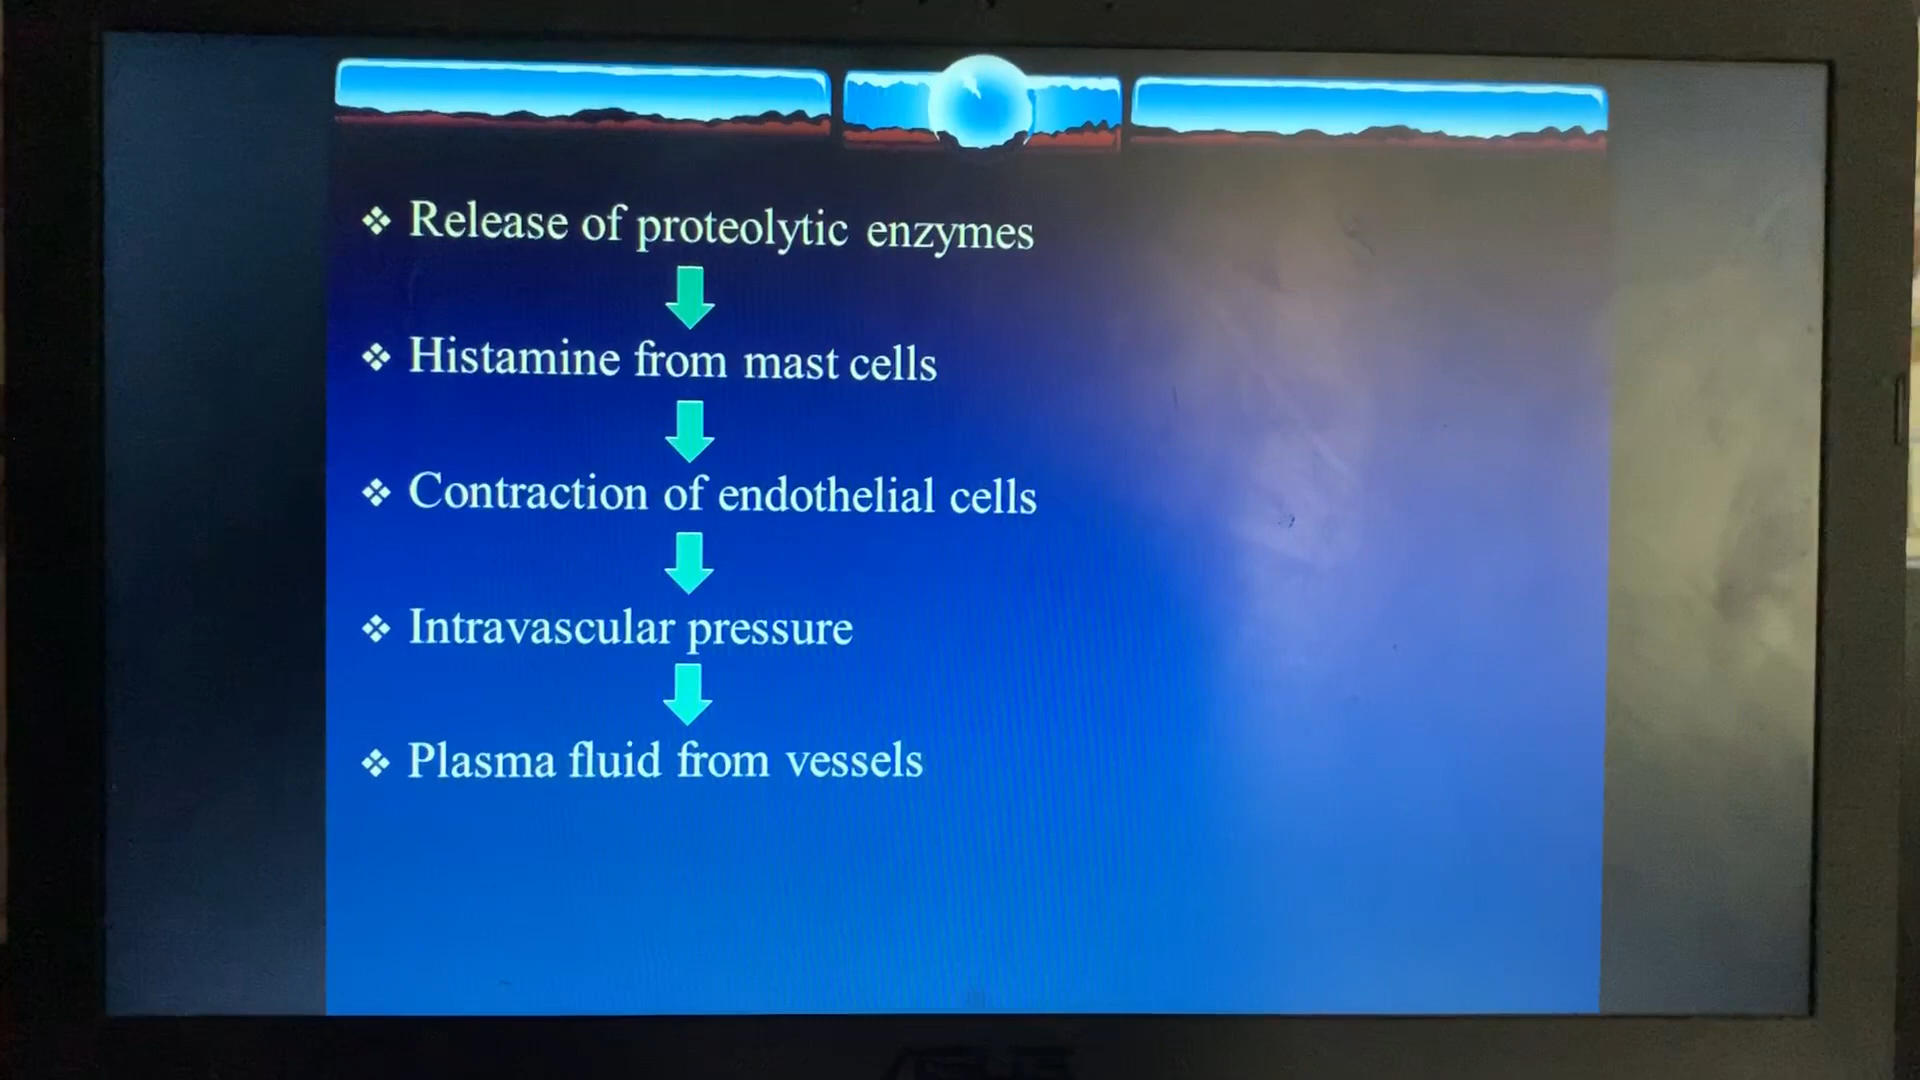 ❖ Release of proteolytic enzymes
❖ Histamine from mast cells
❖ Contraction of endothelial cells
❖ Intravascular pressure
❖ Plasma fluid from vessels